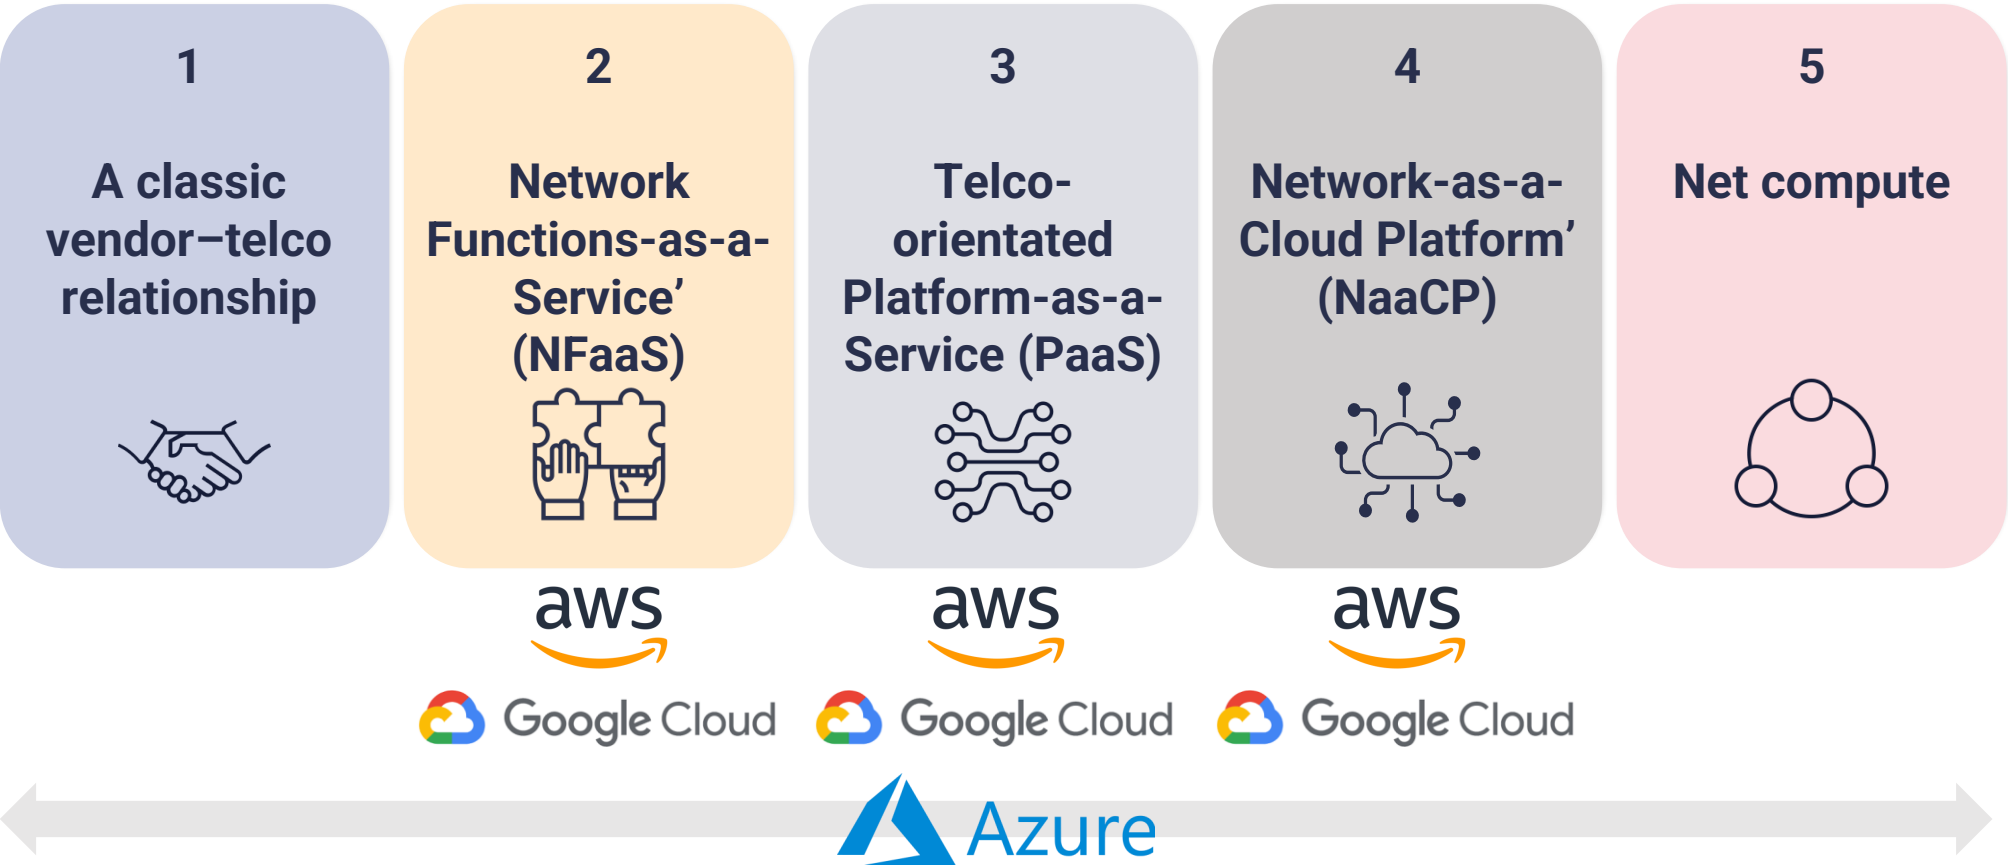 1
A classic
vendor–telco
relationship
2
Network
Functions-as-a-
Service’
(NFaaS)
3
Telco-
orientated
Platform-as-a-
Service (PaaS)
4
Network-as-a-
Cloud Platform’
(NaaCP)
5
Net compute
aws
Google Cloud
aws
Google Cloud
aws
Google Cloud
Azure